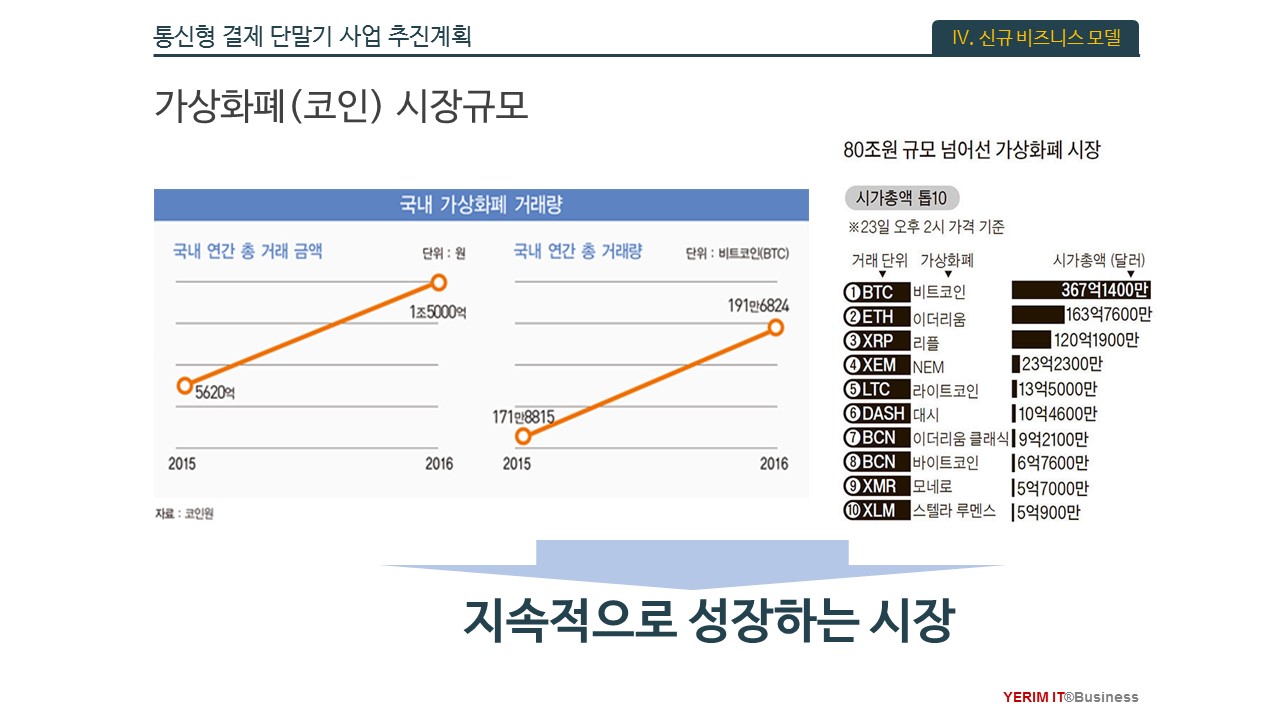 통신형 결제 단말기 사업 추진계획
Ⅳ. 신규 비즈니스 모델
가상화폐(코인) 시장규모
국내 가상화폐 거래량
국내 연간 총 거래 금액 단위 : 원
1조5000억
5620억
2015 2016
국내 연간 총 거래량 단위 : 비트코인(BTC)
191만6824
171만8815
2015 2016
자료 : 코인원
80조원 규모 넘어선 가상화폐 시장
시가총액 톱10
※23일 오후 2시 가격 기준
거래 단위 가상화폐 시가총액 (달러)
① BTC 비트코인 367억1400만
② ETH 이더리움 163억7600만
③ XRP 리플 120억1900만
④ XEM NEM 23억2300만
⑤ LTC 라이트코인 13억5000만
⑥ DASH 대시 10억4600만
⑦ BCN 이더리움 클래식 9억2100만
⑧ BCN 바이트코인 6억7600만
⑨ XMR 모네로 5억7000만
⑩ XLM 스텔라 루멘스 5억900만
지속적으로 성장하는 시장
YERIM IT®Business